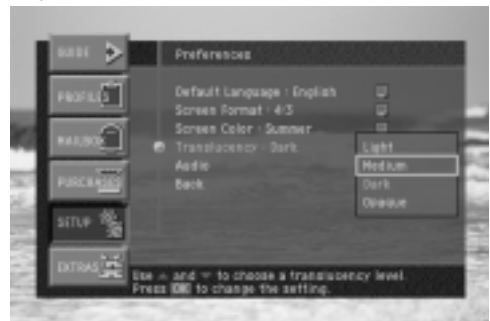 GUIDE
PROFILES
MAILBOX
PURCHASES
SETUP
EXTRAS
Preferences
Default Language : English
Screen Format : 4:3
Screen Color : Summer
Translucency : Dark
Audio
Back
Light
Medium
Dark
Opaque
Use and to choose a translucency level.
Press OK to change the setting.